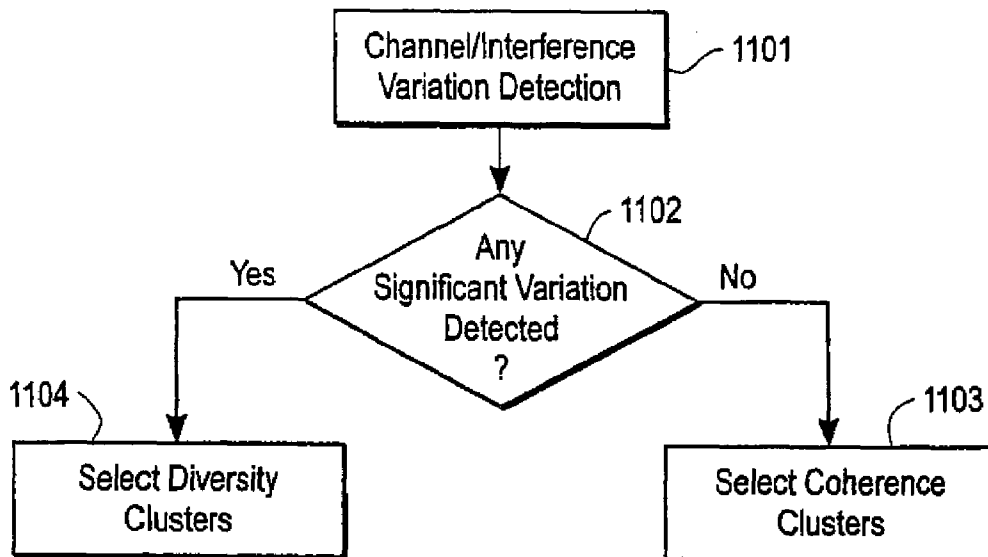 Channel/Interference
Variation Detection
1101
1102
Any
Significant Variation
Detected
?
Yes
No
1104
1103
Select Diversity
Clusters
Select Coherence
Clusters